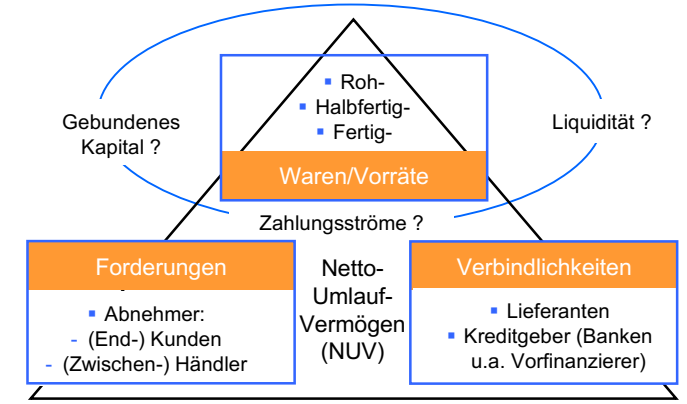 ▪ Roh-
▪ Halbfertig-
▪ Fertig-
Waren/Vorräte
Gebundenes
Kapital ?
Liquidität ?
Zahlungsströme ?
Forderungen
▪ Abnehmer:
- (End-) Kunden
- (Zwischen-) Händler
Netto-
Umlauf-
Vermögen
(NUV)
Verbindlichkeiten
▪ Lieferanten
▪ Kreditgeber (Banken
u.a. Vorfinanzierer)